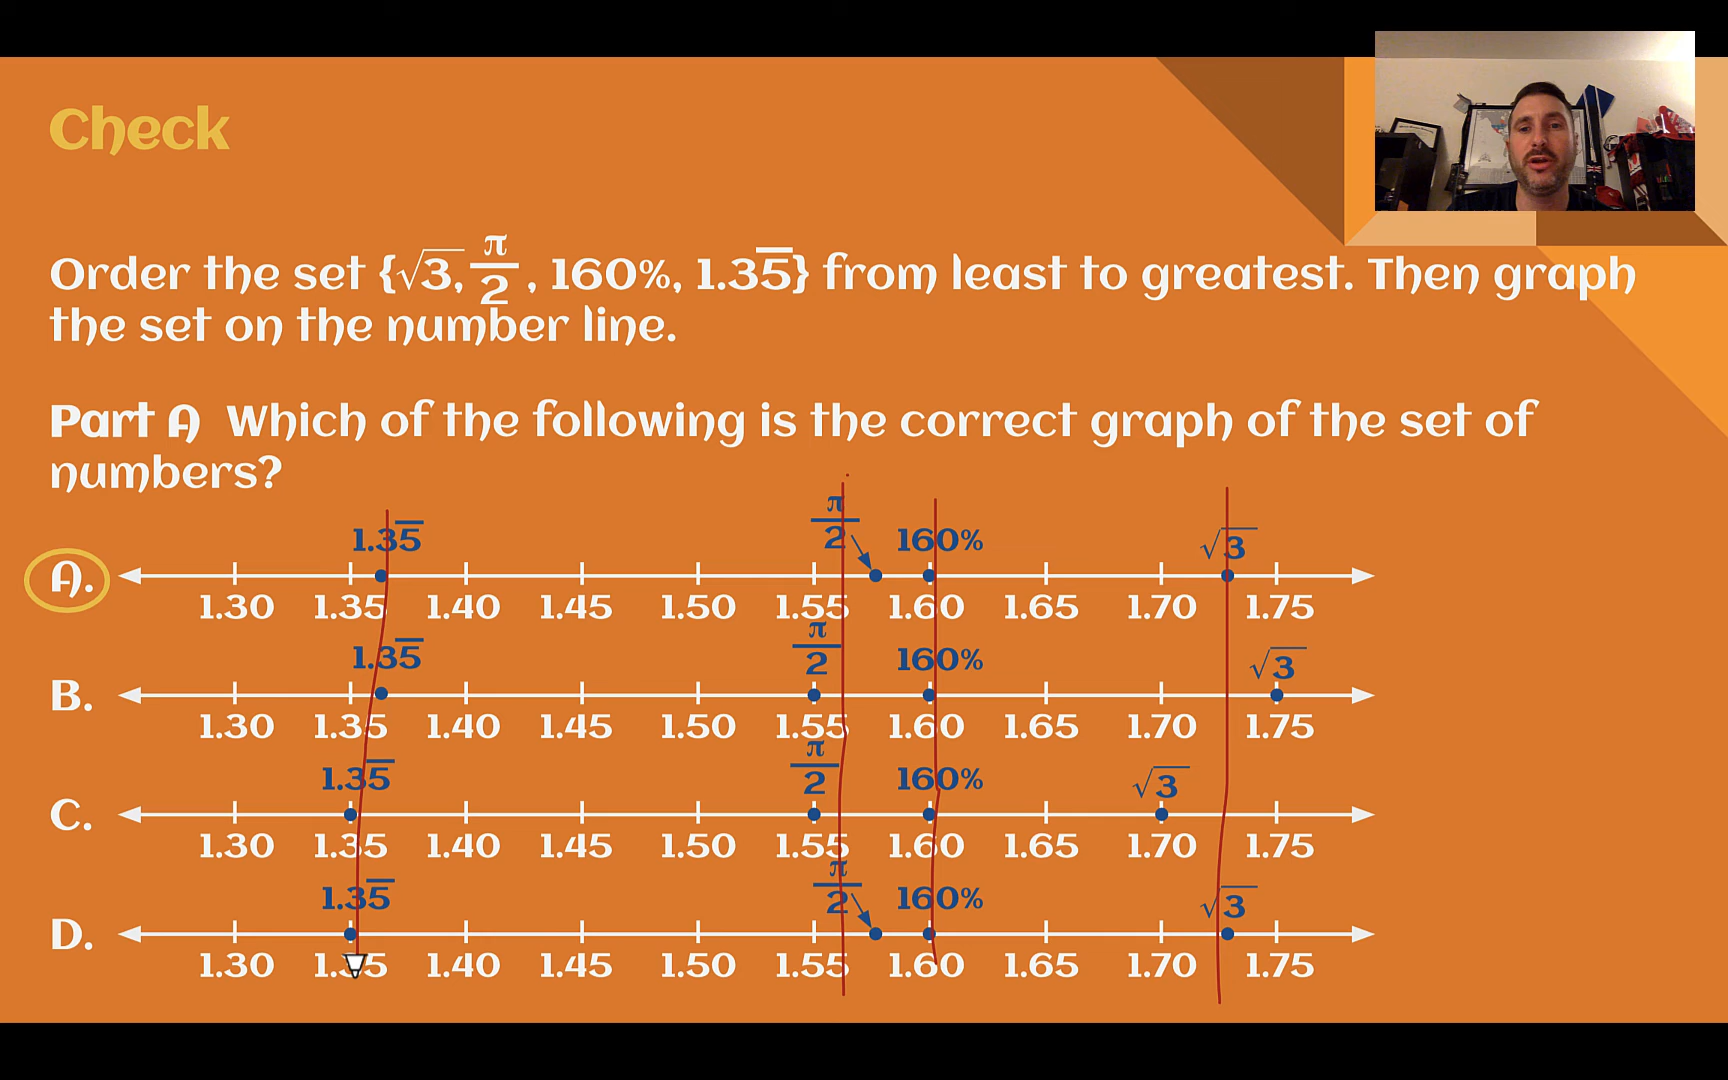 Check
Order the set {√3, π/2, 160%, 1.35̅} from least to greatest. Then graph
the set on the number line.
Part A Which of the following is the correct graph of the set of
numbers?
1.35̅ π/2 160% √3
A.
1.30 1.35 1.40 1.45 1.50 1.55 1.60 1.65 1.70 1.75
1.35̅ π/2 160% √3
B.
1.30 1.35 1.40 1.45 1.50 1.55 1.60 1.65 1.70 1.75
1.35̅ π/2 160% √3
C.
1.30 1.35 1.40 1.45 1.50 1.55 1.60 1.65 1.70 1.75
1.35̅ π/2 160% √3
D.
1.30 1.35 1.40 1.45 1.50 1.55 1.60 1.65 1.70 1.75